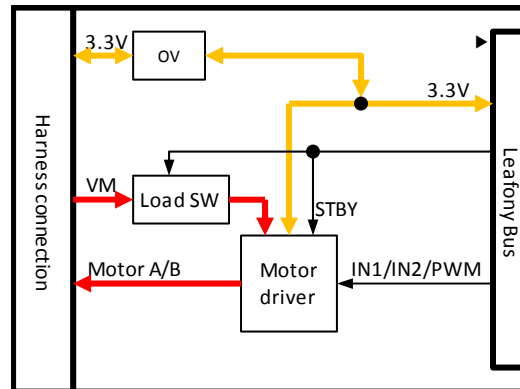 3.3V
OV
3.3V
Harness connection
Leafony Bus
VM
Load SW
STBY
Motor A/B
Motor
driver
IN1/IN2/PWM